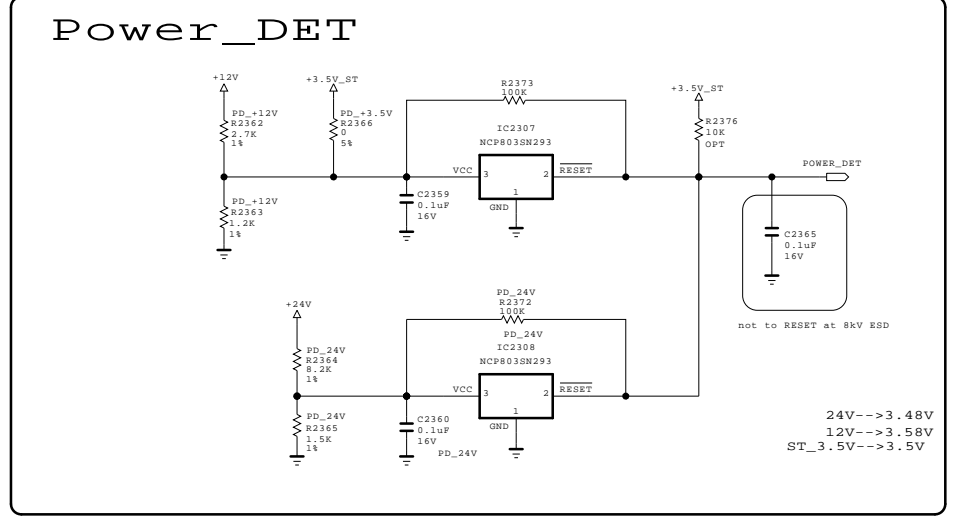 Power_DET
+12V
+3.5V_ST
R2373
100K
+3.5V_ST
PD_+12V
R2362
2.7K
1%
PD_+3.5V
R2366
0
5%
IC2307
NCP803SN293
R2376
10K
OPT
POWER_DET
VCC
3
2
RESET
1
GND
PD_+12V
R2363
1.2K
1%
C2359
0.1uF
16V
C2365
0.1uF
16V
not to RESET at 8kV ESD
+24V
PD_24V
R2372
100K
PD_24V
IC2308
NCP803SN293
PD_24V
R2364
8.2K
1%
VCC
3
2
RESET
1
GND
PD_24V
R2365
1.5K
1%
C2360
0.1uF
16V
PD_24V
24V-->3.48V
12V-->3.58V
ST_3.5V-->3.5V